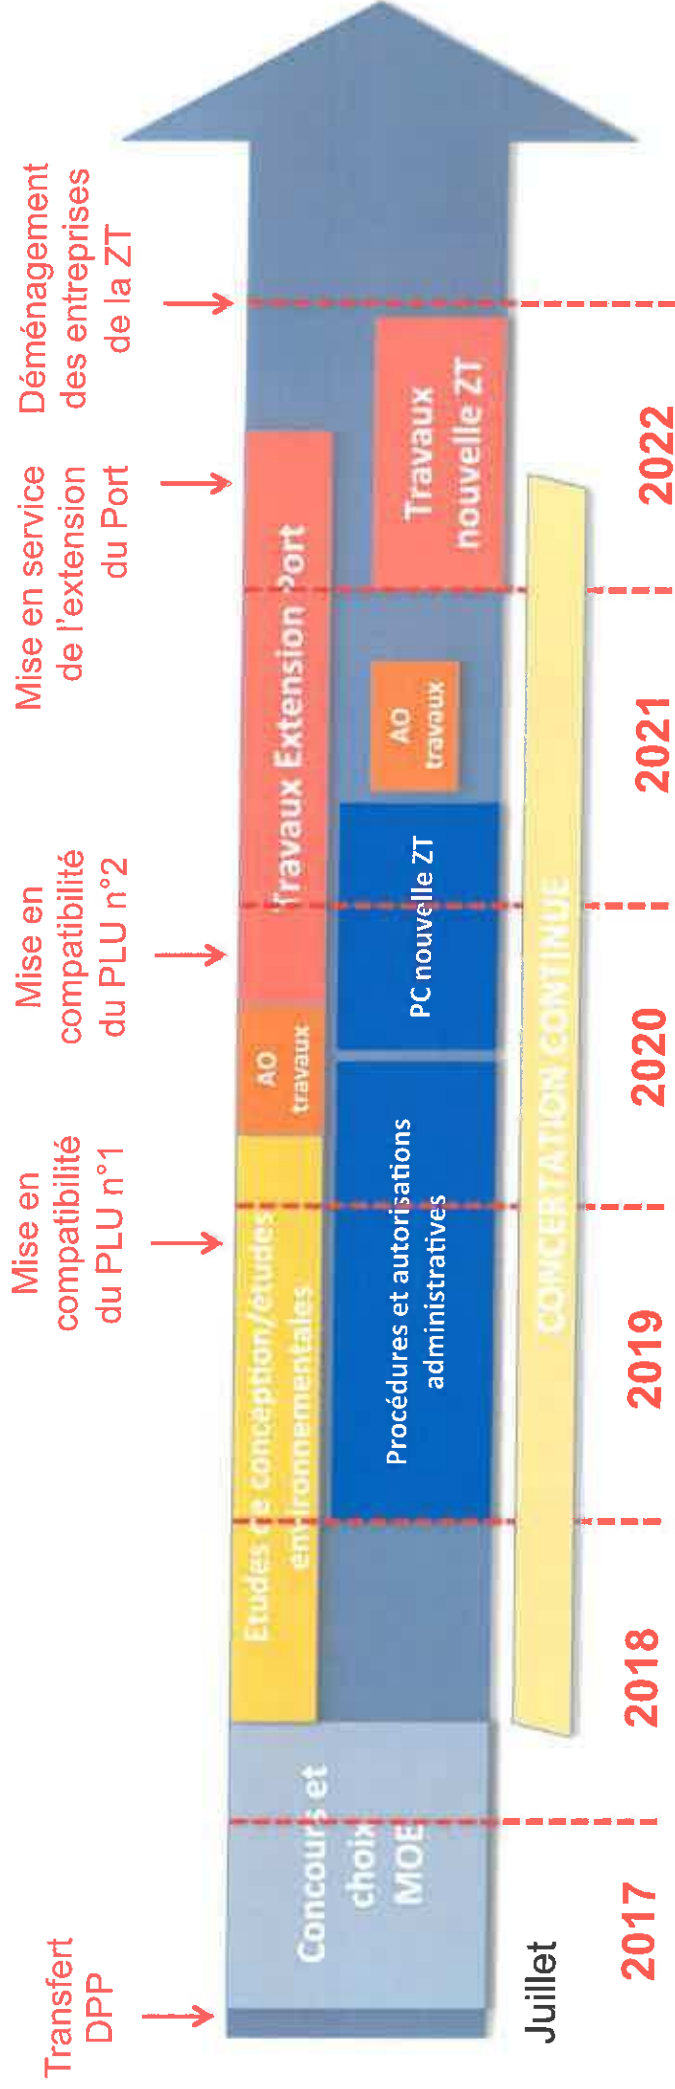 Transfert
DPP
Mise en
compatibilité
du PLU n°1
Mise en
compatibilité
du PLU n°2
Mise en service
de l'extension
du Port
Déménagement
des entreprises
de la ZT
Concours et
choix
MOE
Etudes de conception/études
environnementales
AO
travaux
Travaux Extension Port
Procédures et autorisations
administratives
PC nouvelle ZT
AO
travaux
Travaux
nouvelle ZT
CONCERTATION CONTINUE
Juillet
2017
2018
2019
2020
2021
2022